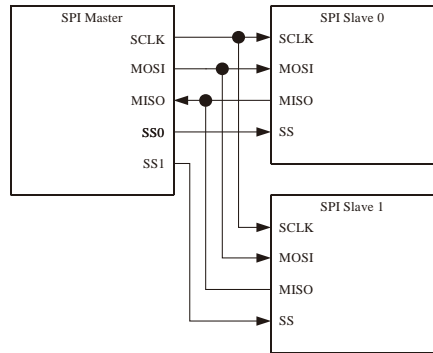 SPI Master
SCLK
MOSI
MISO
SS0
SS1
SPI Slave 0
SCLK
MOSI
MISO
SS
SPI Slave 1
SCLK
MOSI
MISO
SS